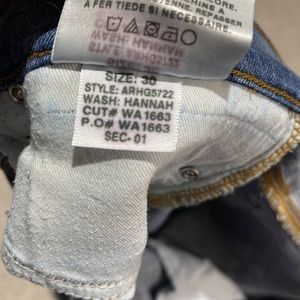 A FER TIEDE SI NECESSAIRE.
SIZE: 30
STYLE: ARHG5722
WASH: HANNAH
CUT# WA1663
P.O# WA1663
SEC-01